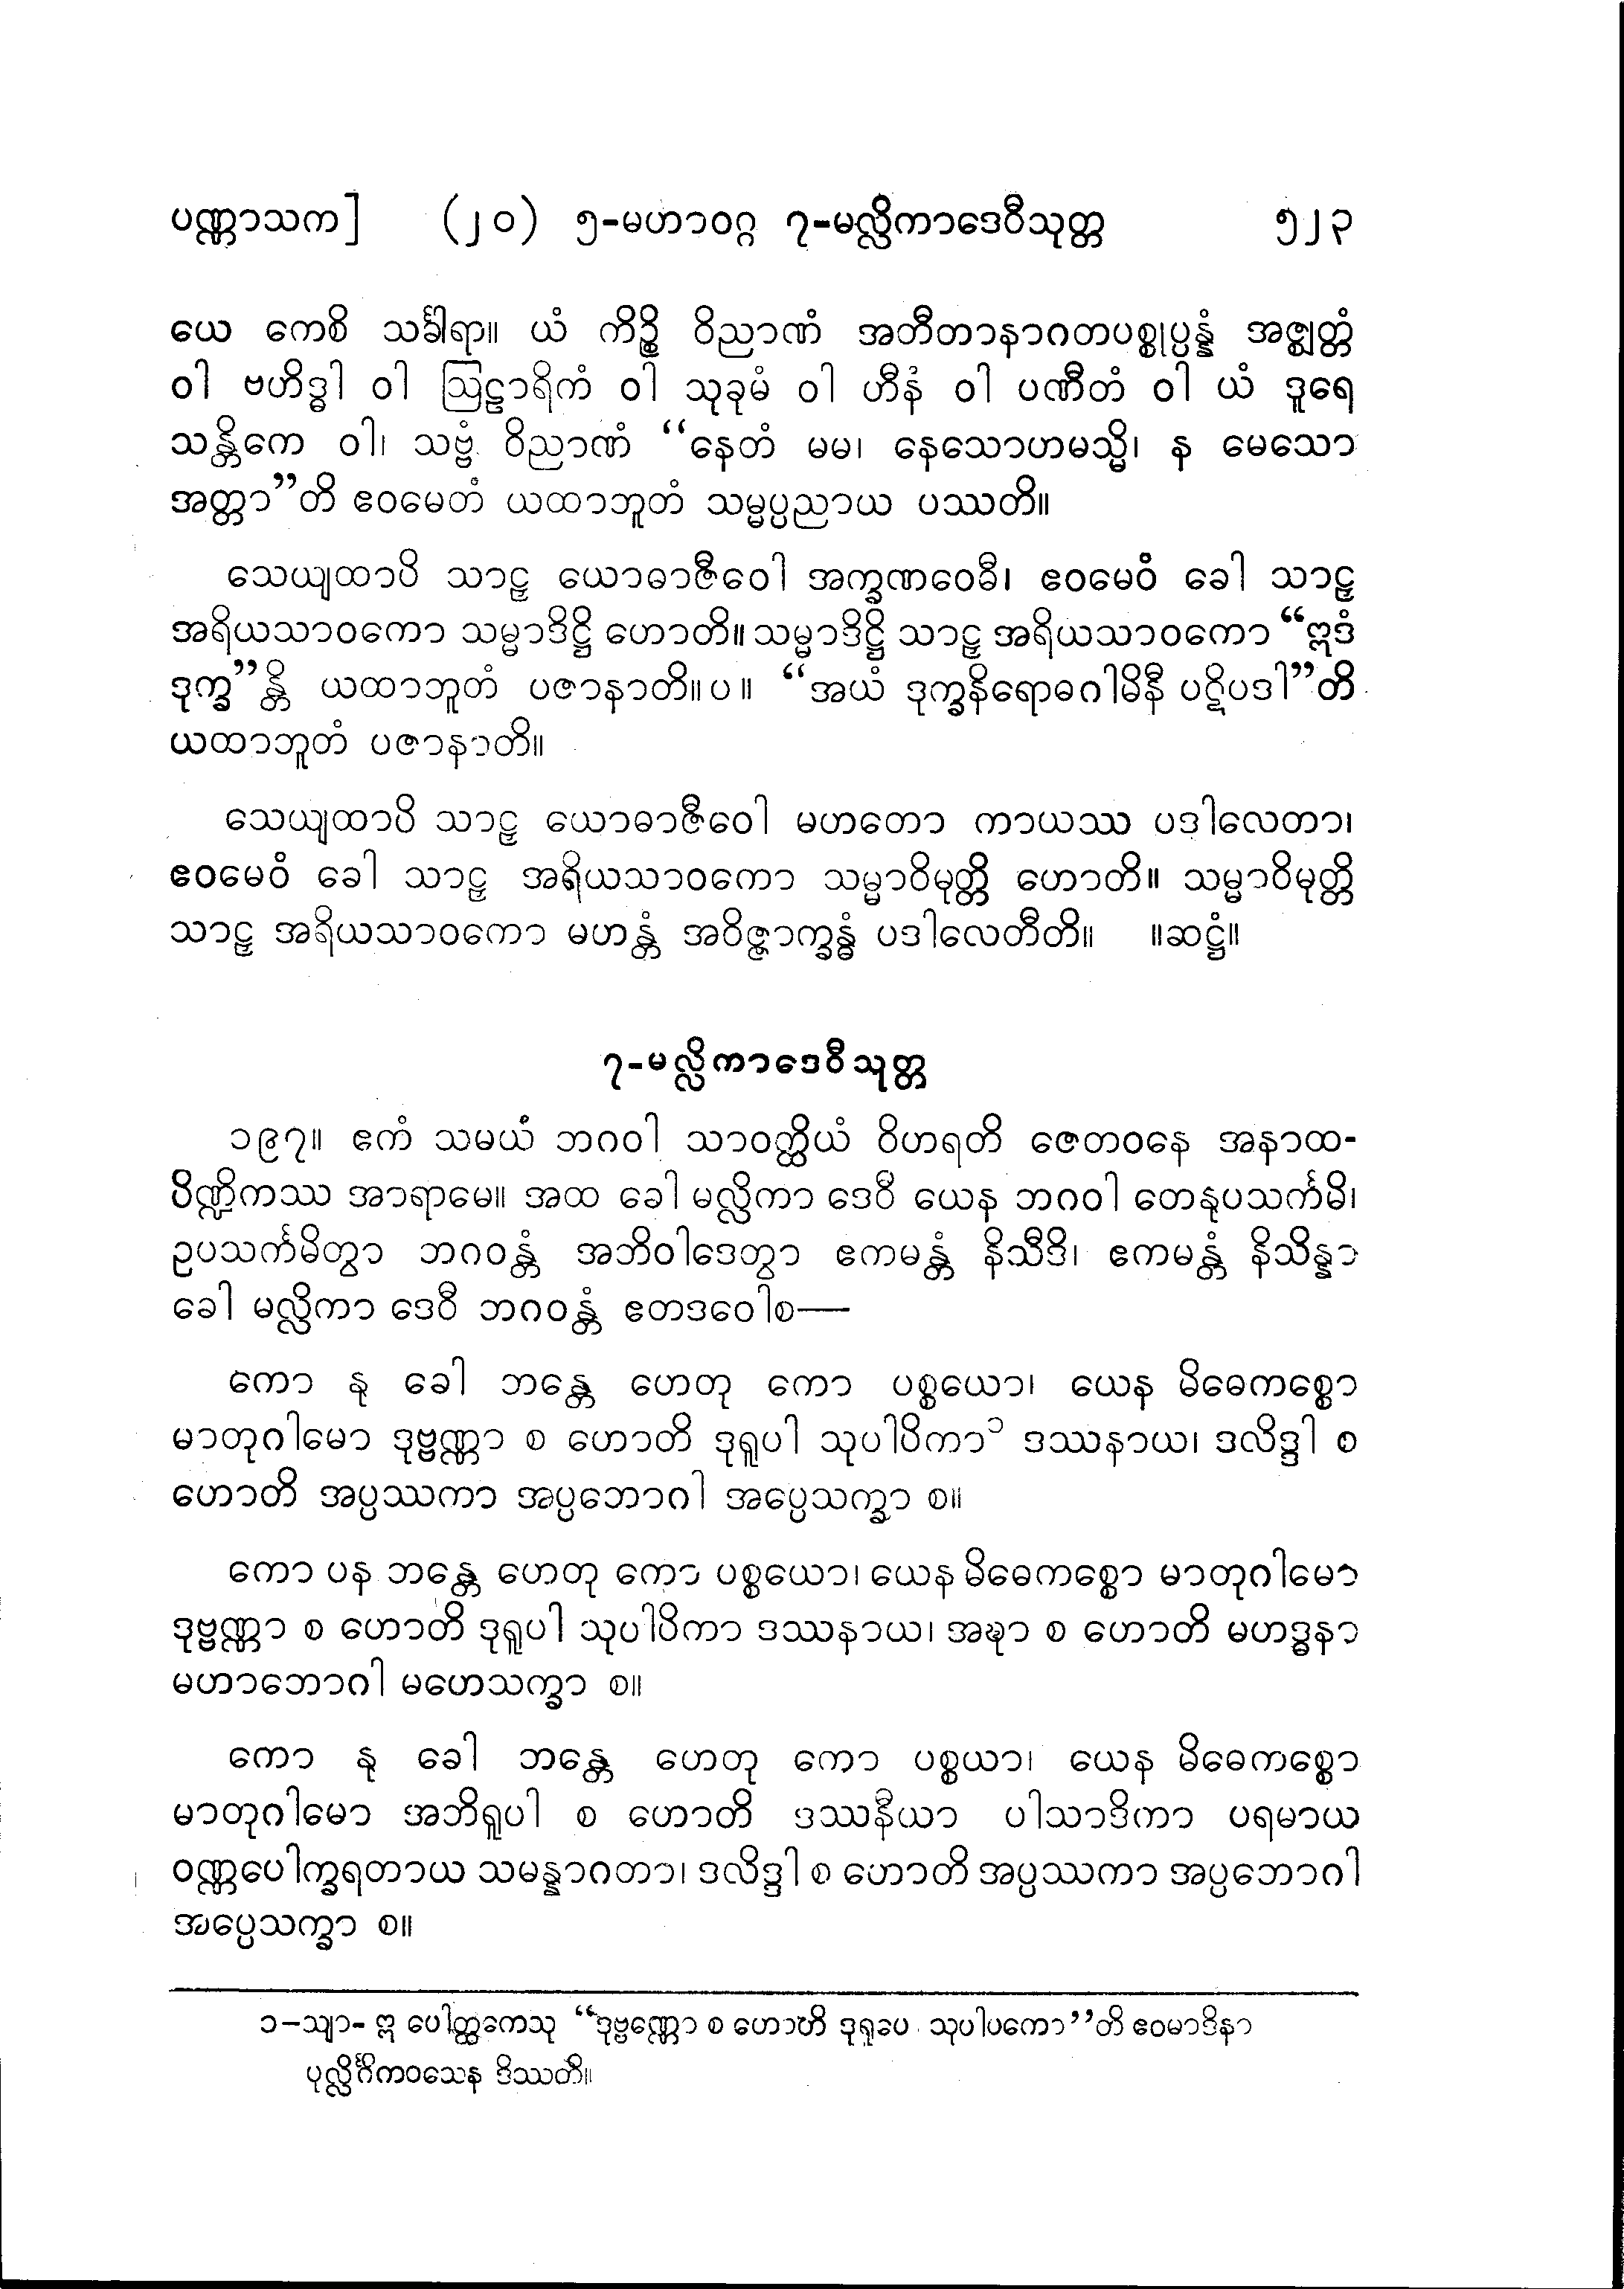 ပဏ္ဏာသက] (၂၀) ၅-မဟာဝဂ္ဂ ၇-မလ္လိကာဒေဝီသုတ္တ ၅၂၃
ယေ ကေစိ သင်္ခါရာ။ ယံ ကိဉ္စိ ဝိညာဏံ အတီတာနာဂတပစ္စုပ္ပန္နံ အဇ္ဈတ္တံ
ဝါ ဗဟိဒ္ဓါ ဝါ ဩဠာရိကံ ဝါ သုခုမံ ဝါ ဟီနံ ဝါ ပဏီတံ ဝါ ယံ ဒူရေ
သန္တိကေ ဝါ၊ သဗ္ဗံ ဝိညာဏံ “နေတံ မမ၊ နေသောဟမသ္မိ၊ န မေသော
အတ္တာ”တိ ဧဝမေတံ ယထာဘူတံ သမ္မပ္ပညာယ ပဿတိ။
သေယျထာပိ သာဠှ ယောဓာဇီဝေါ အက္ခဏဝေဓီ၊ ဧဝမေဝံ ခေါ သာဠှ
အရိယသာဝကော သမ္မာဒိဋ္ဌိ ဟောတိ။ သမ္မာဒိဋ္ဌိ သာဠှ အရိယသာဝကော “ဣဒံ
ဒုက္ခ”န္တိ ယထာဘူတံ ပဇာနာတိ။ပ။ “အယံ ဒုက္ခနိရောဓဂါမိနီ ပဋိပဒါ”တိ
ယထာဘူတံ ပဇာနာတိ။
သေယျထာပိ သာဠှ ယောဓာဇီဝေါ မဟတော ကာယဿ ပဒါလေတာ၊
ဧဝမေဝံ ခေါ သာဠှ အရိယသာဝကော သမ္မာဝိမုတ္တိ ဟောတိ။ သမ္မာဝိမုတ္တိ
သာဠှ အရိယသာဝကော မဟန္တံ အဝိဇ္ဇာက္ခန္ဓံ ပဒါလေတီတိ။ ။ဆဋ္ဌံ။
၇-မလ္လိကာဒေဝီသုတ္တ
၁၉၇။ ဧကံ သမယံ ဘဂဝါ သာဝတ္ထိယံ ဝိဟရတိ ဇေတဝနေ အနာထ-
ပိဏ္ဍိကဿ အာရာမေ။ အထ ခေါ မလ္လိကာ ဒေဝီ ယေန ဘဂဝါ တေနုပသင်္ကမိ၊
ဥပသင်္ကမိတွာ ဘဂဝန္တံ အဘိဝါဒေတွာ ဧကမန္တံ နိသီဒိ၊ ဧကမန္တံ နိသိန္နာ
ခေါ မလ္လိကာ ဒေဝီ ဘဂဝန္တံ ဧတဒဝေါစ—
ကော နု ခေါ ဘန္တေ ဟေတု ကော ပစ္စယော၊ ယေန မိဓေကစ္စော
မာတုဂါမော ဒုဗ္ဗဏ္ဏာ စ ဟောတိ ဒုရူပါ သုပါပိကာ၁ ဒဿနာယ၊ ဒလိဒ္ဒါ စ
ဟောတိ အပ္ပဿကာ အပ္ပဘောဂါ အပ္ပေသက္ခာ စ။
ကော ပန ဘန္တေ ဟေတု ကော ပစ္စယော၊ ယေန မိဓေကစ္စော မာတုဂါမော
ဒုဗ္ဗဏ္ဏာ စ ဟောတိ ဒုရူပါ သုပါပိကာ ဒဿနာယ၊ အဍ္ဎာ စ ဟောတိ မဟဒ္ဓနာ
မဟာဘောဂါ မဟေသက္ခာ စ။
ကော နု ခေါ ဘန္တေ ဟေတု ကော ပစ္စယာ၊ ယေန မိဓေကစ္စော
မာတုဂါမော အဘိရူပါ စ ဟောတိ ဒဿနီယာ ပါသာဒိကာ ပရမာယ
ဝဏ္ဏပေါက္ခရတာယ သမန္နာဂတာ၊ ဒလိဒ္ဒါ စ ဟောတိ အပ္ပဿကာ အပ္ပဘောဂါ
အပ္ပေသက္ခာ စ။
၁–သျာ- ဣ ပေါတ္ထကေသု “ဒုဗ္ဗဏ္ဏော စ ဟောတိ ဒုရူပေ သုပါပကော”တိ ဧဝမာဒိနာ
ပုလ္လိင်္ဂိကဝသေန ဒိဿတိ။